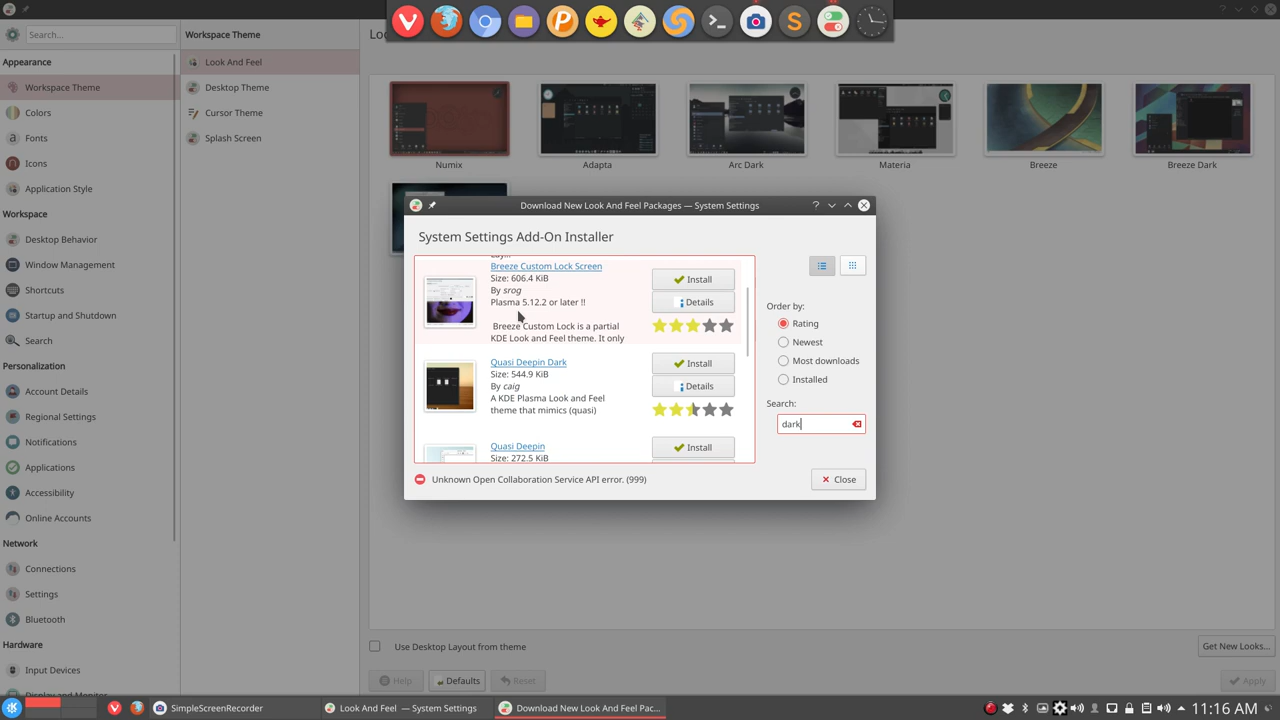 Search...
Workspace Theme
Loo
Appearance
Workspace Theme
Colors
Fonts
Icons
Application Style
Workspace
Desktop Behavior
Window Management
Shortcuts
Startup and Shutdown
Search
Personalization
Account Details
Regional Settings
Notifications
Applications
Accessibility
Online Accounts
Network
Connections
Settings
Bluetooth
Hardware
Input Devices
Display and Monitor
Look And Feel
Desktop Theme
Cursor Theme
Splash Screen
Numix
Adapta
Arc Dark
Materia
Breeze
Breeze Dark
Download New Look And Feel Packages — System Settings
System Settings Add-On Installer
Breeze Custom Lock Screen
Size: 606.4 KiB
By srog
Plasma 5.12.2 or later !!
Breeze Custom Lock is a partial
KDE Look and Feel theme. It only
Install
Details
Quasi Deepin Dark
Size: 544.9 KiB
By caig
A KDE Plasma Look and Feel
theme that mimics (quasi)
Install
Details
Quasi Deepin
Size: 272.5 KiB
Install
Order by:
Rating
Newest
Most downloads
Installed
Search:
dark
Unknown Open Collaboration Service API error. (999)
Close
Use Desktop Layout from theme
Get New Looks...
Help
Defaults
Reset
Apply
SimpleScreenRecorder
Look And Feel — System Settings
Download New Look And Feel Pac...
11:16 AM